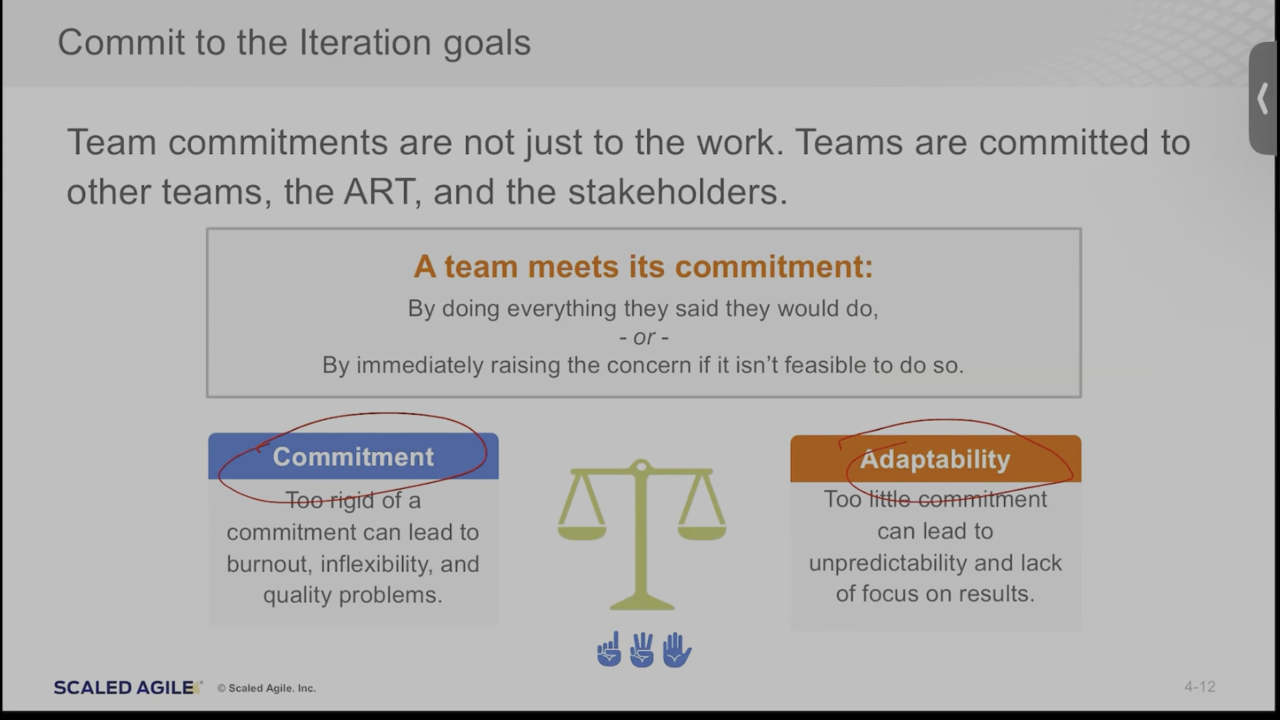 Commit to the Iteration goals
Team commitments are not just to the work. Teams are committed to
other teams, the ART, and the stakeholders.
A team meets its commitment:
By doing everything they said they would do,
- or -
By immediately raising the concern if it isn’t feasible to do so.
Commitment
Too rigid of a
commitment can lead to
burnout, inflexibility, and
quality problems.
Adaptability
Too little commitment
can lead to
unpredictability and lack
of focus on results.
SCALED AGILE® © Scaled Agile. Inc.
4-12